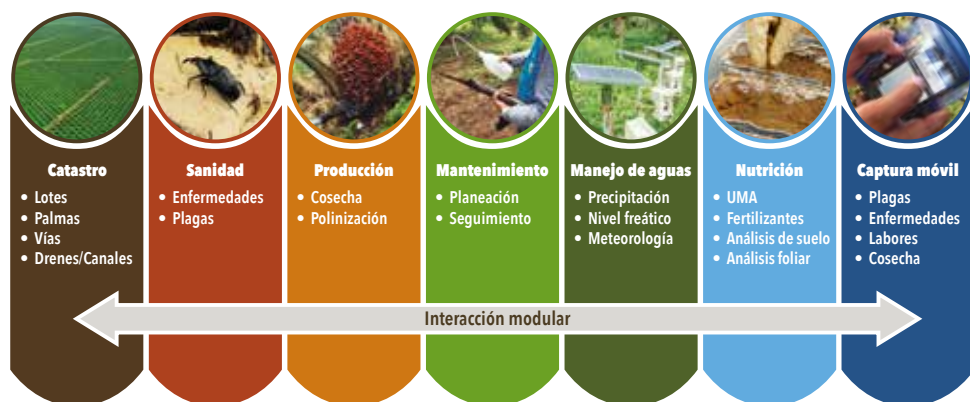 Catastro
• Lotes
• Palmas
• Vías
• Drenes/Canales
Sanidad
• Enfermedades
• Plagas
Producción
• Cosecha
• Polinización
Mantenimiento
• Planeación
• Seguimiento
Manejo de aguas
• Precipitación
• Nivel freático
• Meteorología
Nutrición
• UMA
• Fertilizantes
• Análisis de suelo
• Análisis foliar
Captura móvil
• Plagas
• Enfermedades
• Labores
• Cosecha
Interacción modular